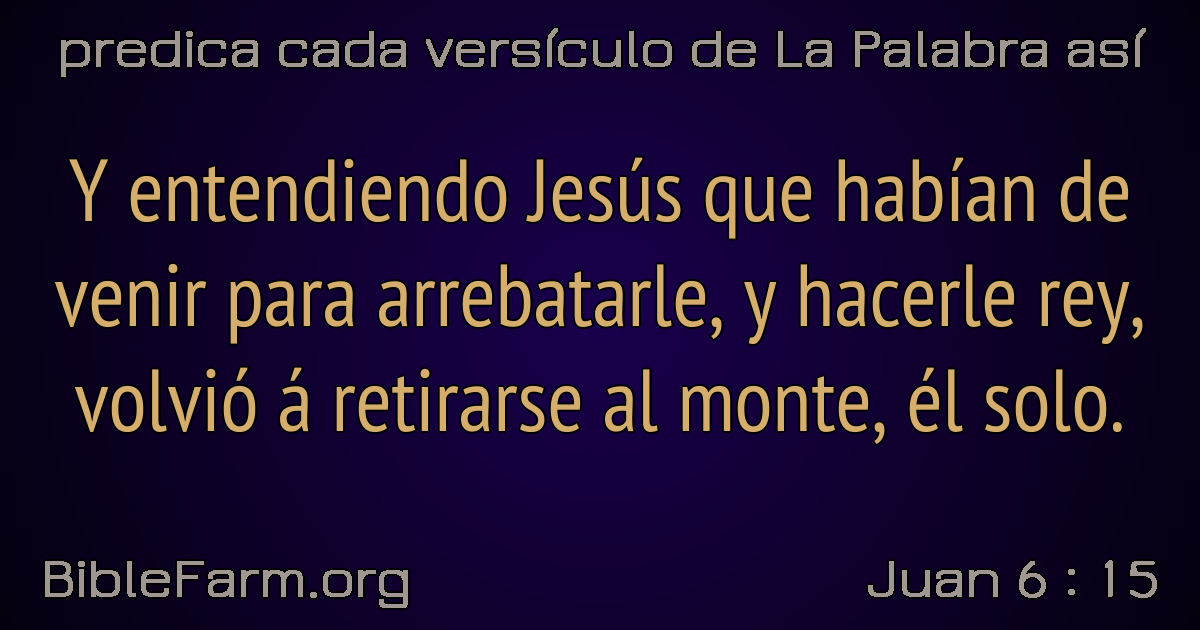 predica cada versículo de La Palabra así
Y entendiendo Jesús que habían de
venir para arrebatarle, y hacerle rey,
volvió á retirarse al monte, él solo.
BibleFarm.org
Juan 6 : 15